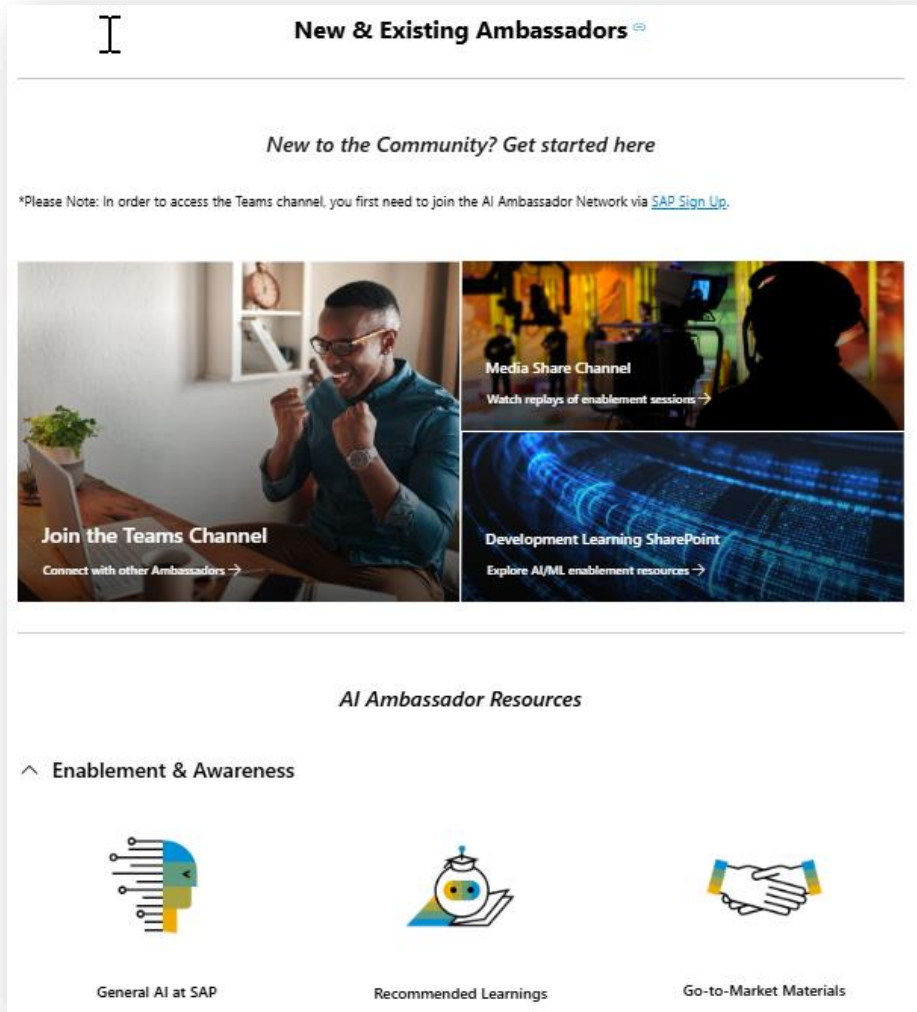 New & Existing Ambassadors
New to the Community? Get started here
*Please Note: In order to access the Teams channel, you first need to join the AI Ambassador Network via SAP Sign Up.
Join the Teams Channel
Connect with other Ambassadors →
Media Share Channel
Watch replays of enablement sessions →
Development Learning SharePoint
Explore AI/ML enablement resources →
AI Ambassador Resources
Enablement & Awareness
General AI at SAP
Recommended Learnings
Go-to-Market Materials